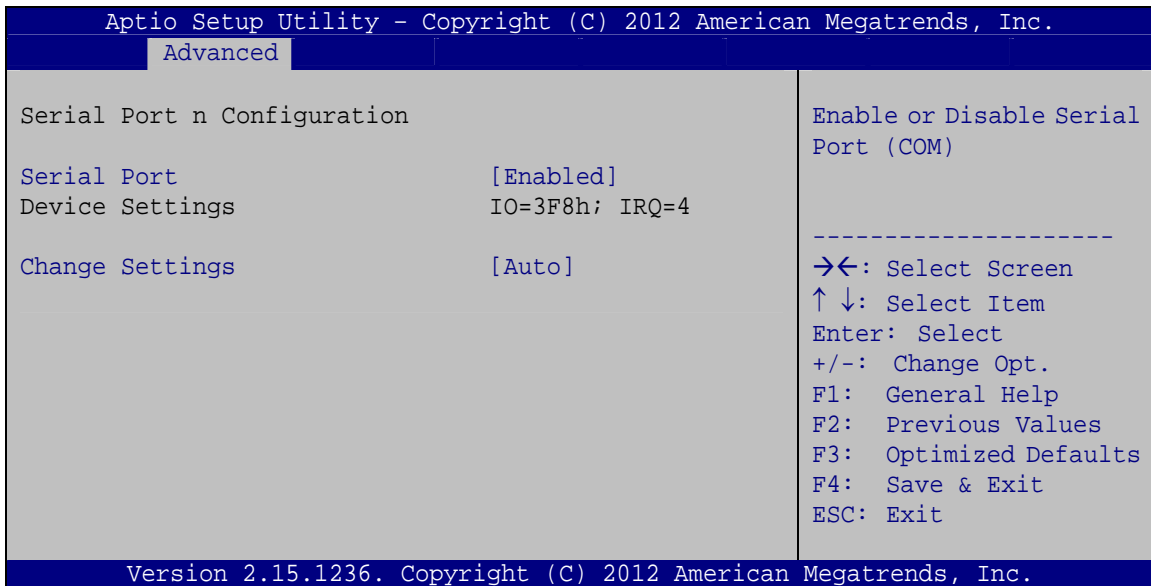 Aptio Setup Utility – Copyright (C) 2012 American Megatrends, Inc.
Advanced
Serial Port n Configuration
Serial Port [Enabled]
Device Settings IO=3F8h; IRQ=4
Change Settings [Auto]
Enable or Disable Serial
Port (COM)
---------------------
→←: Select Screen
↑ ↓: Select Item
Enter: Select
+/-: Change Opt.
F1: General Help
F2: Previous Values
F3: Optimized Defaults
F4: Save & Exit
ESC: Exit
Version 2.15.1236. Copyright (C) 2012 American Megatrends, Inc.